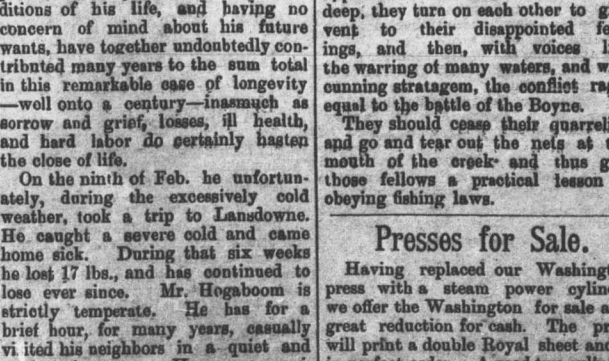 ditions of his life, and having no
concern of mind about his future
wants, have together undoubtedly con-
tributed many years to the sum total
in this remarkable case of longevity
—well onto a century—inasmuch as
sorrow and grief, losses, ill health,
and hard labor do certainly hasten
the close of life.
On the ninth of Feb. he unfortun-
ately, during the excessively cold
weather, took a trip to Lansdowne.
He caught a severe cold and came
home sick. During that six weeks
he lost 17 lbs., and has continued to
lose ever since. Mr. Hogaboom is
strictly temperate. He has for a
brief hour, for many years, casually
vi ited his neighbors in a quiet and
deep, they turn on each other to g
vent to their disappointed fe
ings, and then, with voices l
the warring of many waters, and w
cunning stratagem, the conflict ra
equal to the battle of the Boyne.
They should cease their quarreli
and go and tear out the nets at t
mouth of the creek and thus g
those fellows a practical lesson
obeying fishing laws.
Presses for Sale.
Having replaced our Washingt
press with a steam power cylin
we offer the Washington for sale a
great reduction for cash. The pr
will print a double Royal sheet and